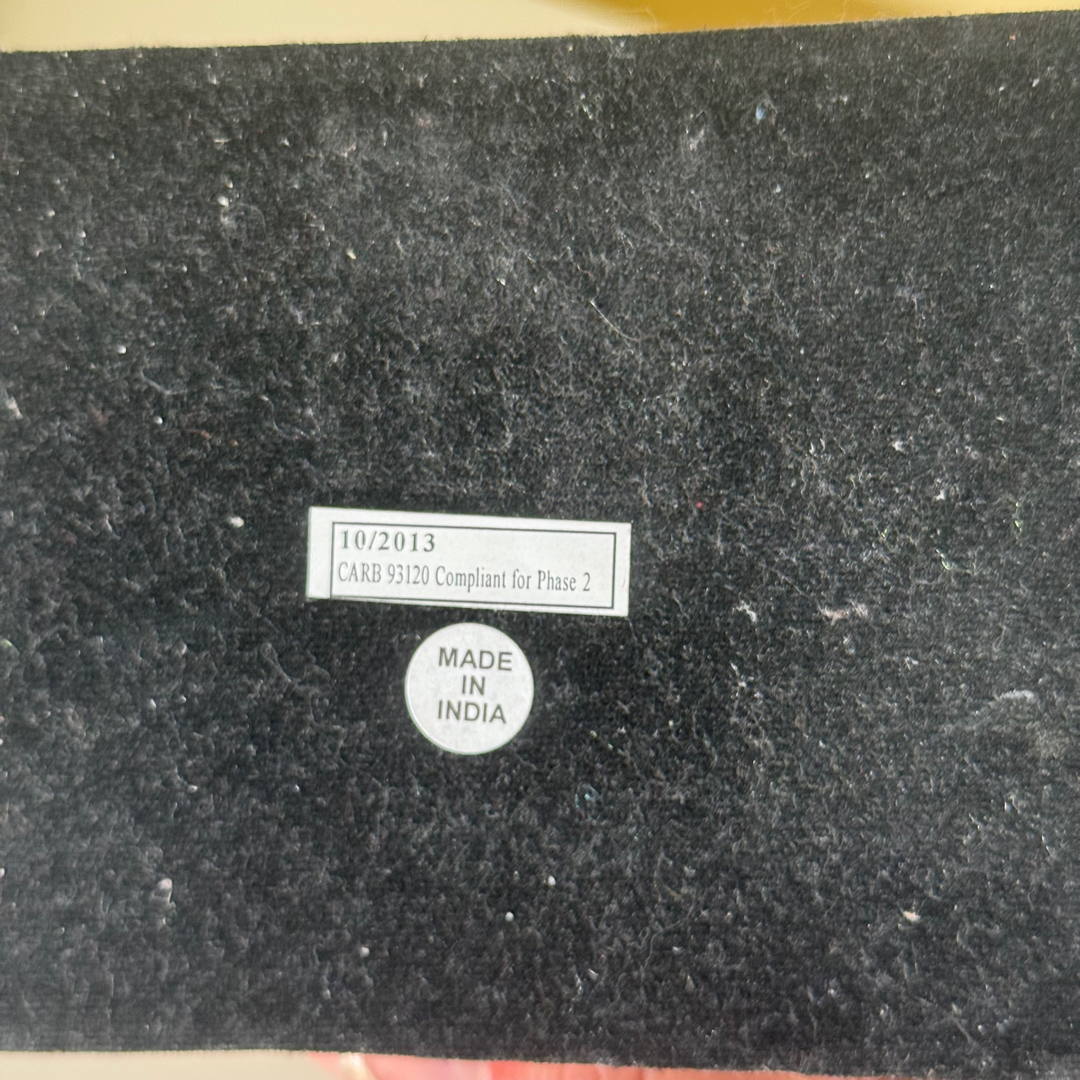 10/2013
CARB 93120 Compliant for Phase 2
MADE
IN
INDIA